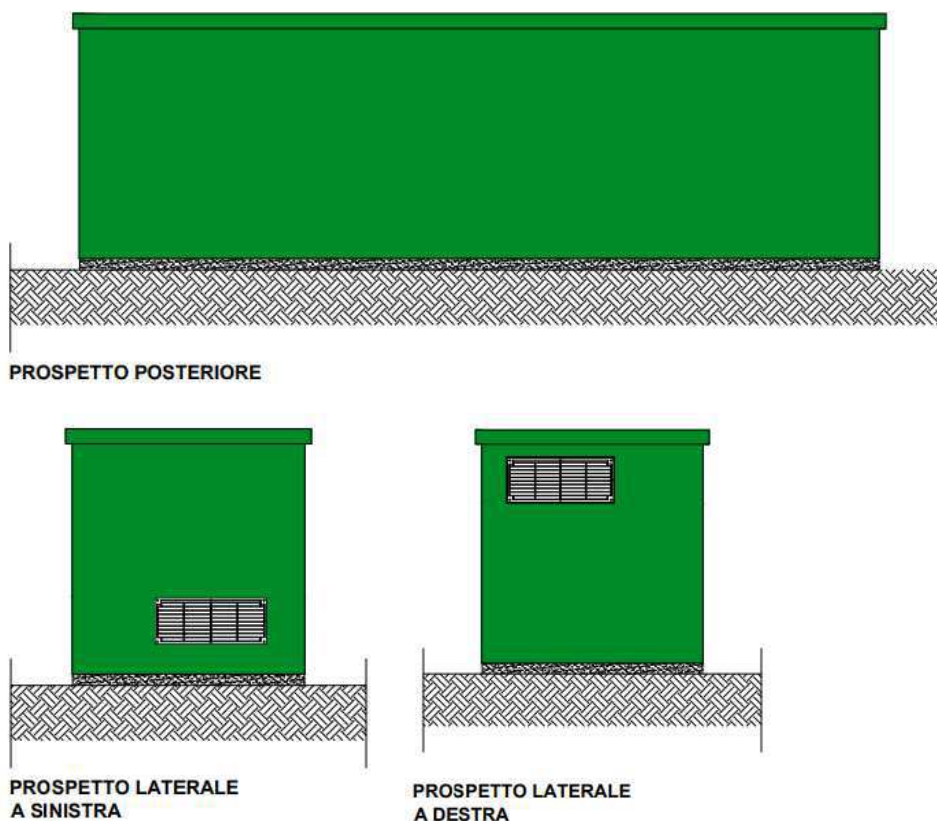 PROSPETTO POSTERIORE
PROSPETTO LATERALE
A SINISTRA
PROSPETTO LATERALE
A DESTRA